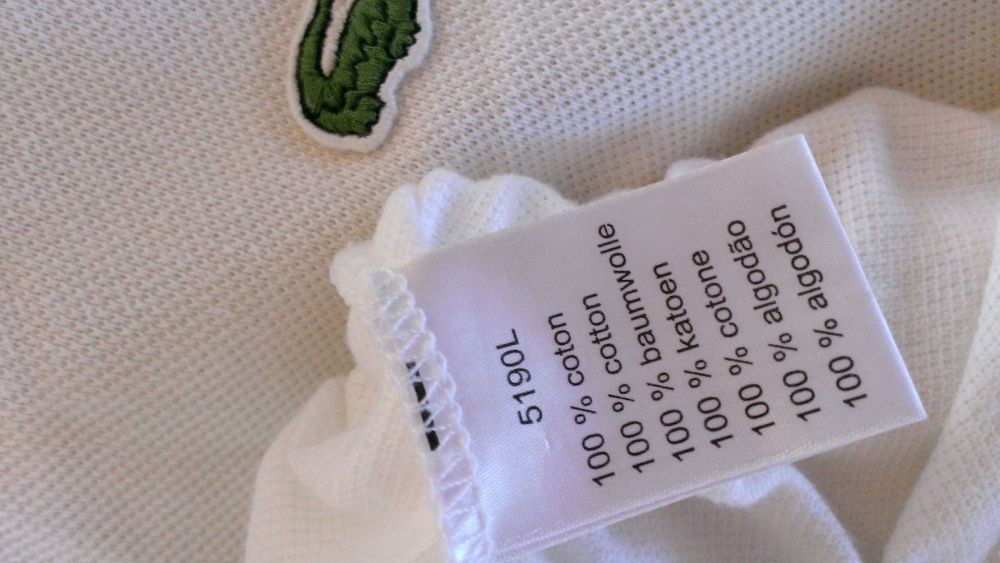 5190L
100 % coton
100 % cotton
100 % baumwolle
100 % katoen
100 % cotone
100 % algodão
100 % algodón